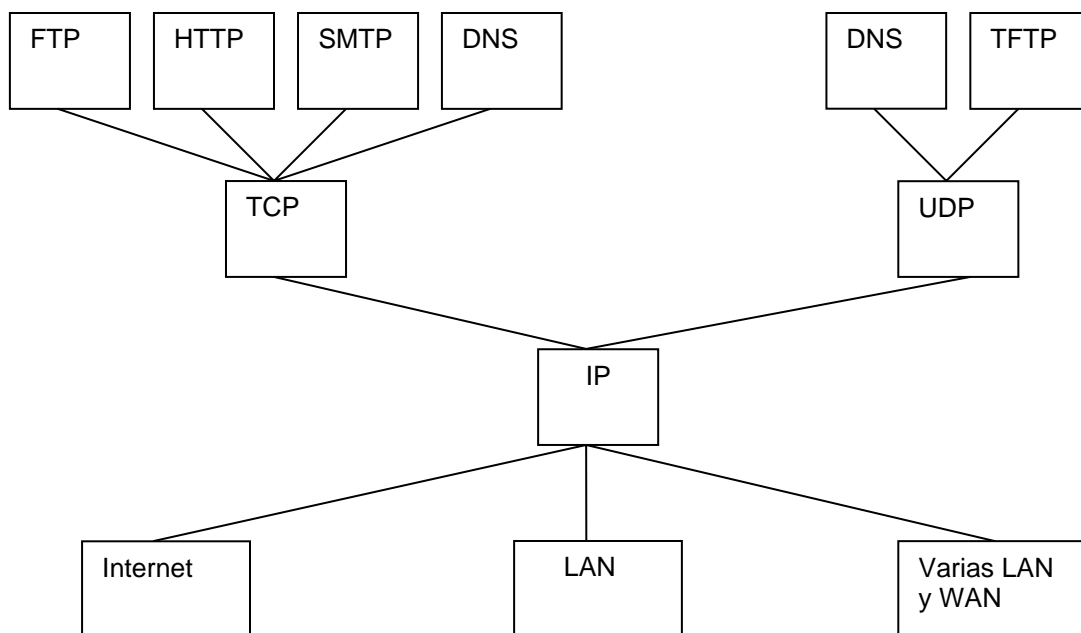 FTP
HTTP
SMTP
DNS
DNS
TFTP
TCP
UDP
IP
Internet
LAN
Varias LAN
y WAN